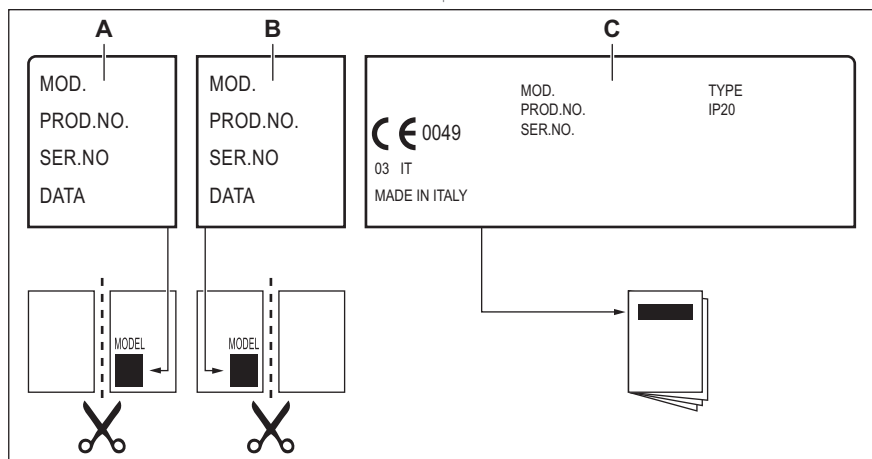 A
B
C
MOD.
PROD.NO.
SER.NO
DATA
MOD.
PROD.NO.
SER.NO
DATA
MOD.
PROD.NO.
SER.NO.
TYPE
IP20
CE 0049
03 IT
MADE IN ITALY
MODEL
MODEL